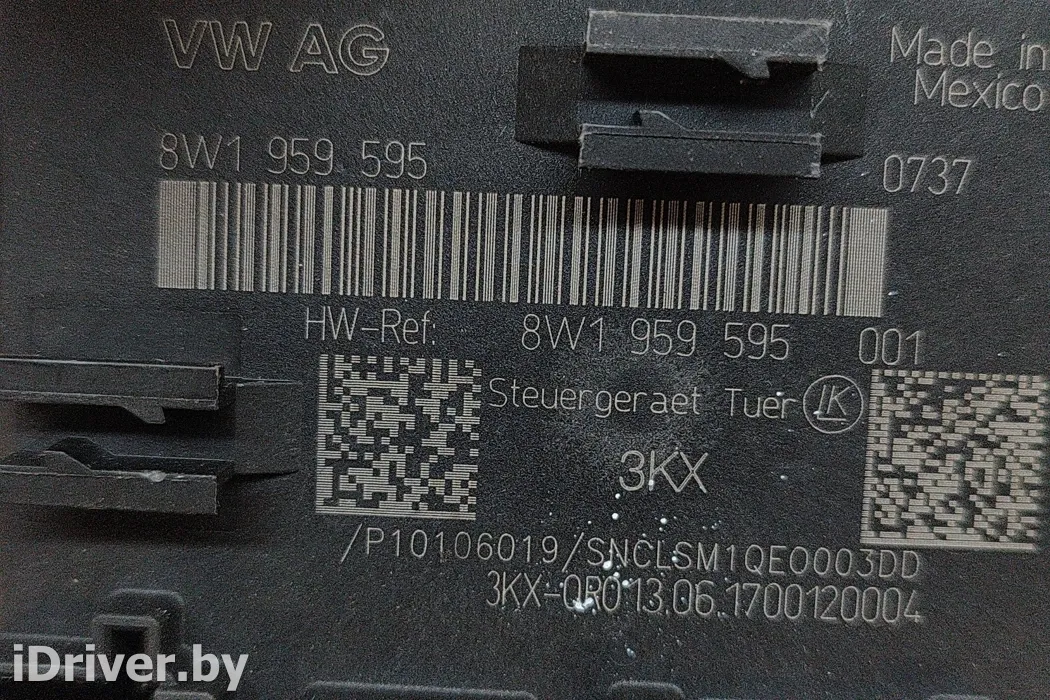 VW AG
Made in
Mexico
8W1 959 595
0737
HW-Ref: 8W1 959 595 001
Steuergeraet Tuer LK
3KX
/P10106019/SNCLSM1QE0003DD
3KX-QR0 13.06.1700120004
iDriver.by